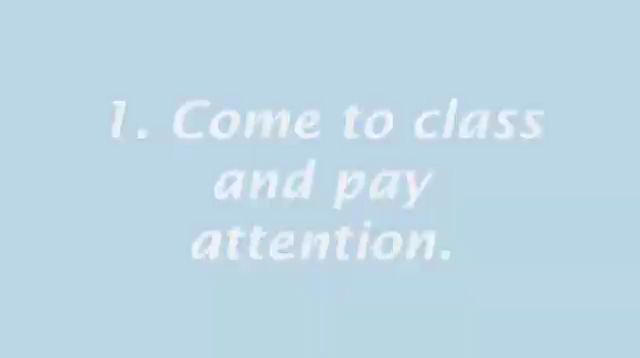 1. Come to class
and pay
attention.